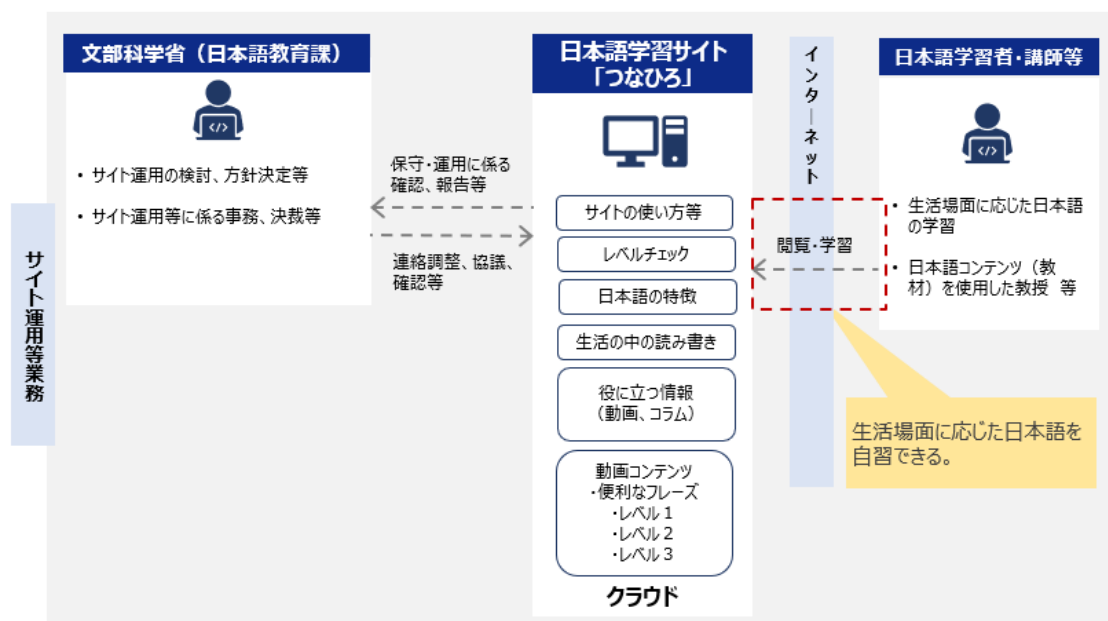 サイト運用等業務
文部科学省（日本語教育課）
</>
・サイト運用の検討、方針決定等
・サイト運用等に係る事務、決裁等
保守・運用に係る
確認、報告等
連絡調整、協議、
確認等
日本語学習サイト
「つなひろ」
サイトの使い方等
レベルチェック
日本語の特徴
生活の中の読み書き
役に立つ情報
（動画、コラム）
動画コンテンツ
・便利なフレーズ
・レベル１
・レベル２
・レベル３
クラウド
インターネット
閲覧・学習
日本語学習者・講師等
</>
・生活場面に応じた日本語
の学習
・日本語コンテンツ（教
材）を使用した教授 等
生活場面に応じた日本語を
自習できる。